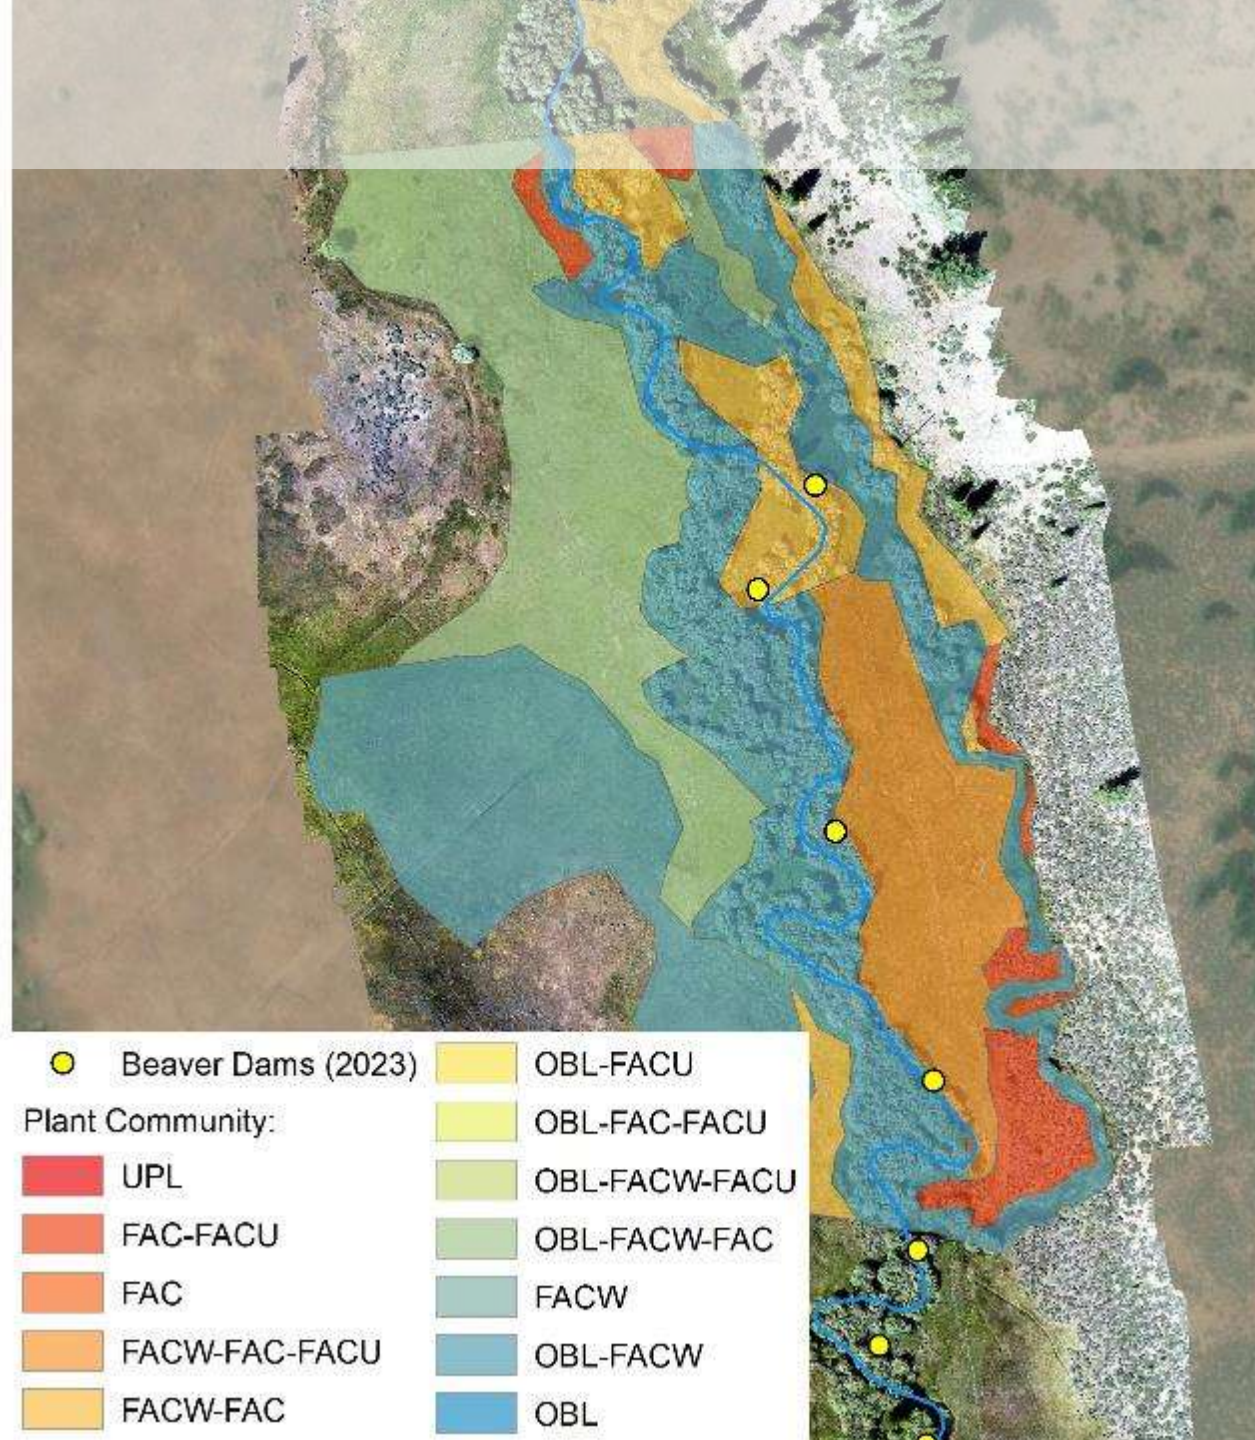 Beaver Dams (2023)
Plant Community:
UPL
FAC-FACU
FAC
FACW-FAC-FACU
FACW-FAC
OBL-FACU
OBL-FAC-FACU
OBL-FACW-FACU
OBL-FACW-FAC
FACW
OBL-FACW
OBL